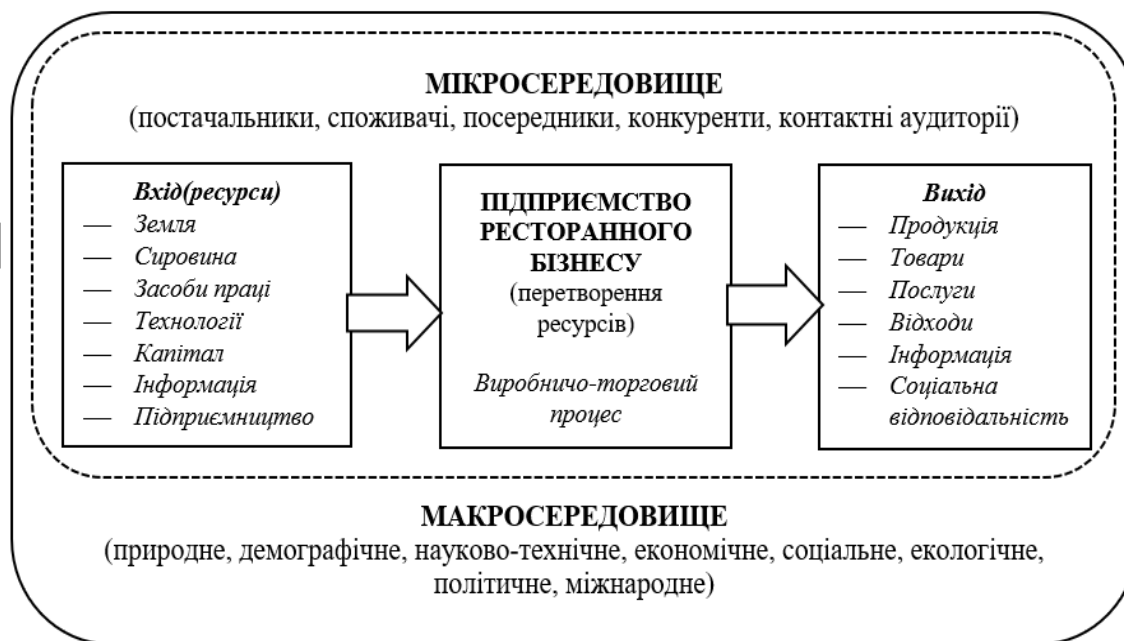 МІКРОСЕРЕДОВИЩЕ
(постачальники, споживачі, посередники, конкуренти, контактні аудиторії)
Вхід(ресурси)
— Земля
— Сировина
— Засоби праці
— Технології
— Капітал
— Інформація
— Підприємництво
ПІДПРИЄМСТВО
РЕСТОРАННОГО
БІЗНЕСУ
(перетворення
ресурсів)
Виробничо-торговий
процес
Вихід
— Продукція
— Товари
— Послуги
— Відходи
— Інформація
— Соціальна
відповідальність
МАКРОСЕРЕДОВИЩЕ
(природне, демографічне, науково-технічне, економічне, соціальне, екологічне,
політичне, міжнародне)